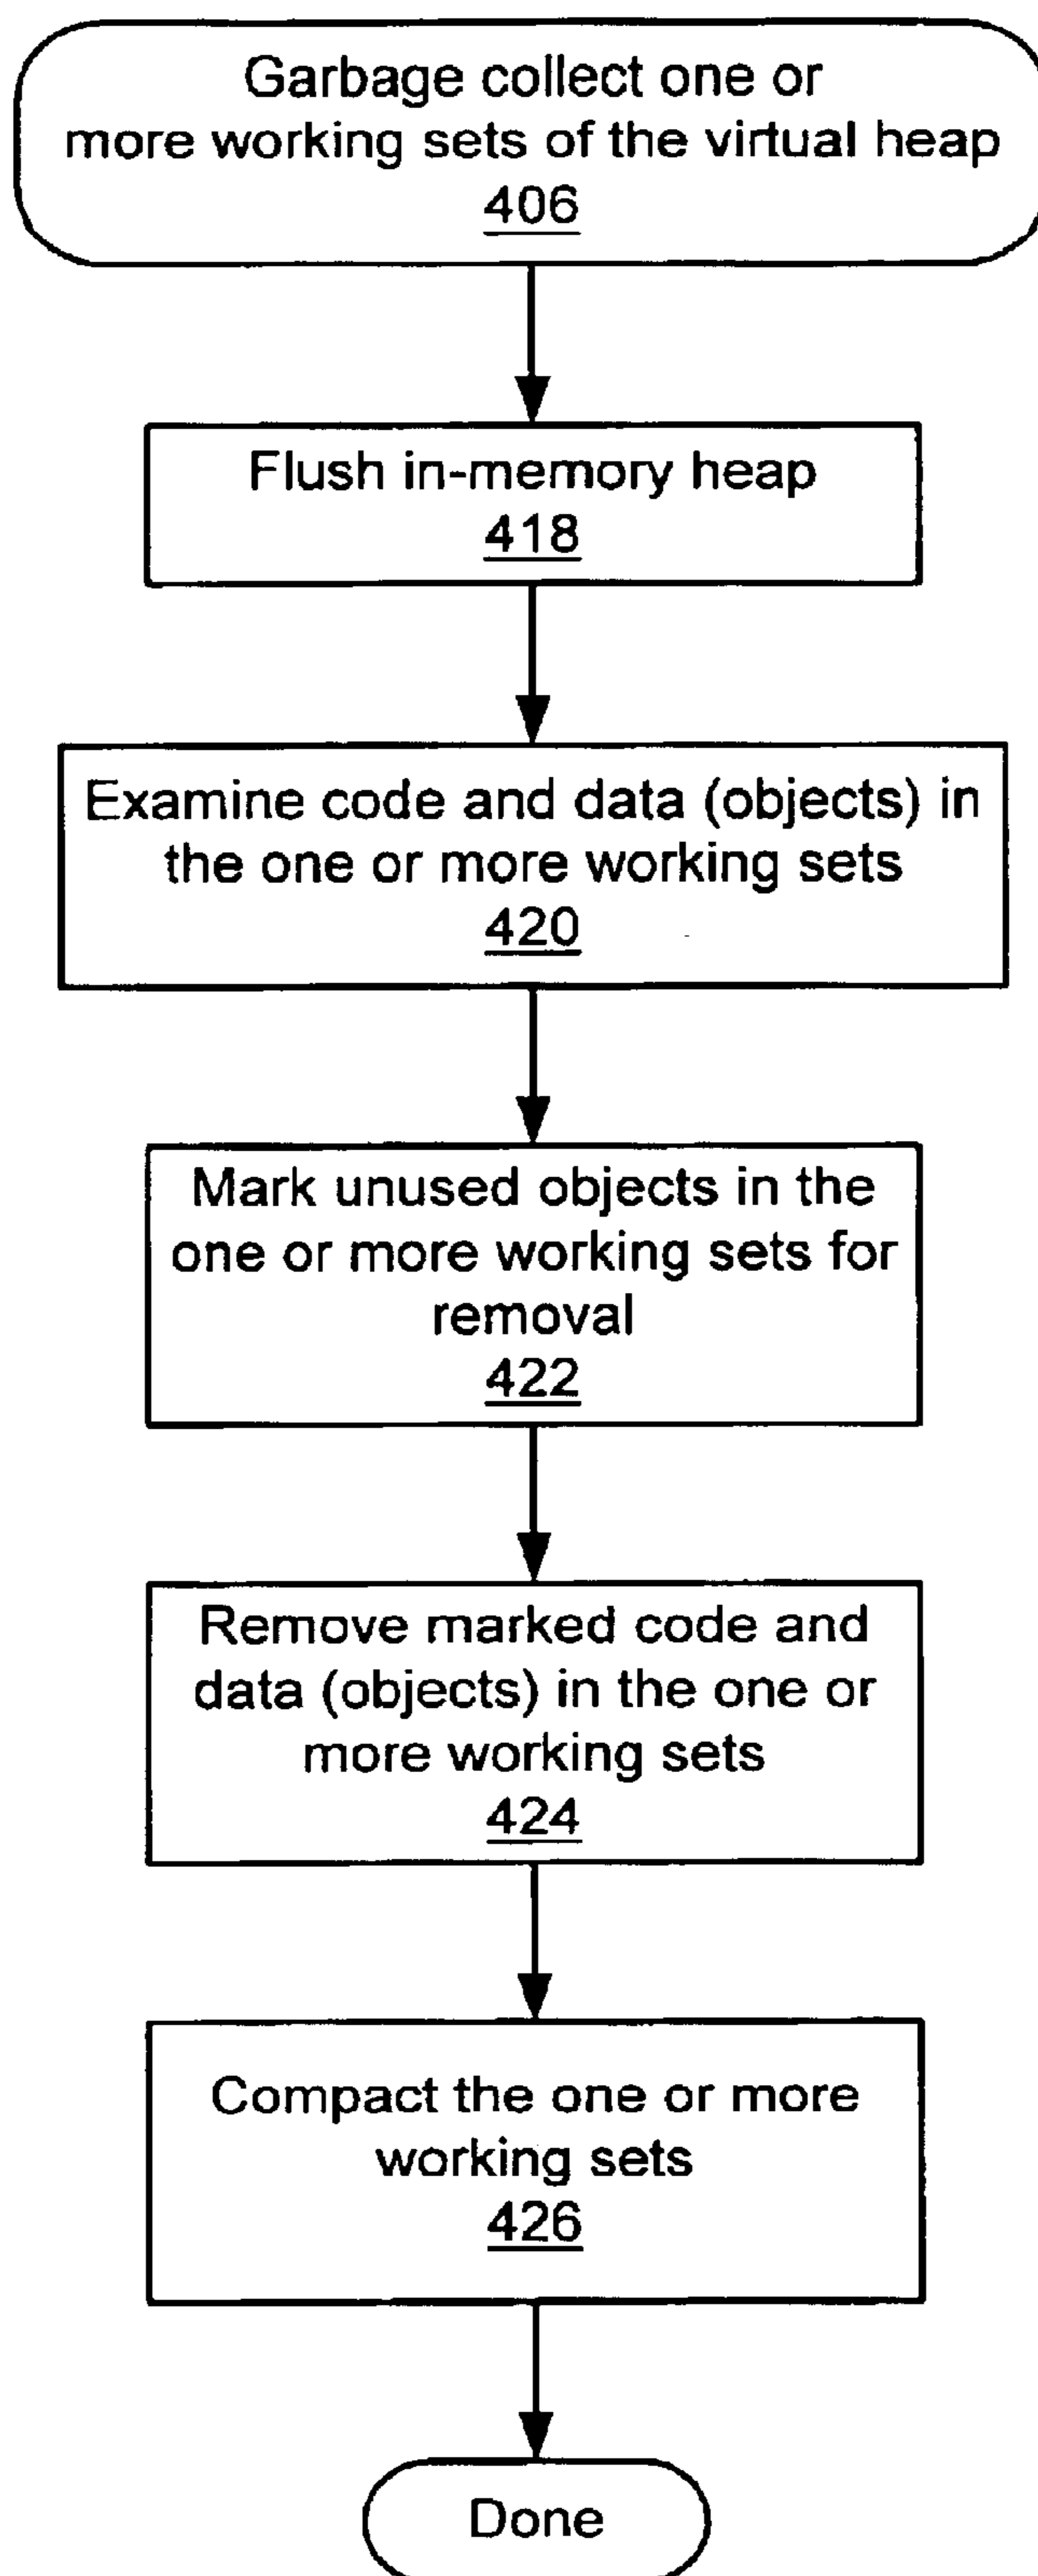 Garbage collect one or
more working sets of the virtual heap
406
Flush in-memory heap
418
Examine code and data (objects) in
the one or more working sets
420
Mark unused objects in the
one or more working sets for
removal
422
Remove marked code and
data (objects) in the one or
more working sets
424
Compact the one or more
working sets
426
Done